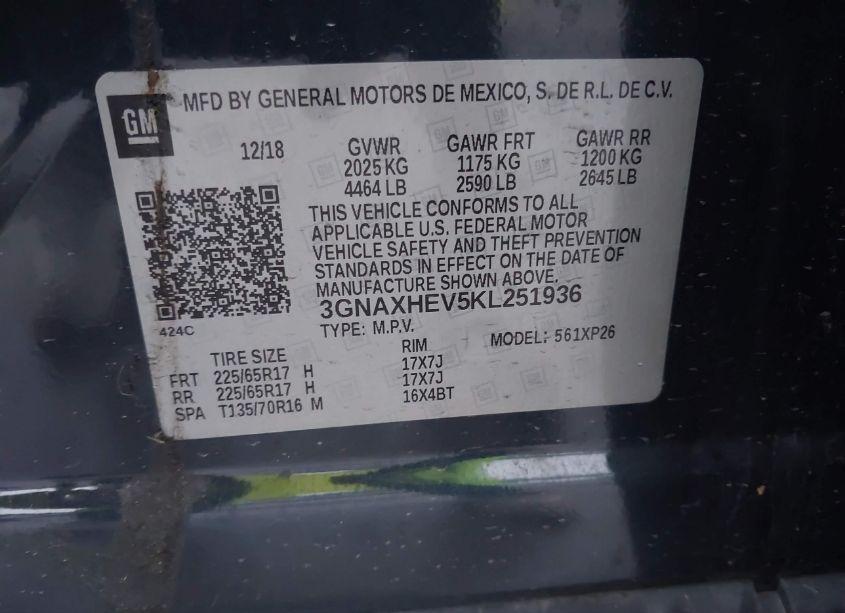 MFD BY GENERAL MOTORS DE MEXICO, S. DE R.L. DE C.V.
GM
12/18 GVWR GAWR FRT GAWR RR
2025 KG 1175 KG 1200 KG
4464 LB 2590 LB 2645 LB
THIS VEHICLE CONFORMS TO ALL
APPLICABLE U.S. FEDERAL MOTOR
VEHICLE SAFETY AND THEFT PREVENTION
STANDARDS IN EFFECT ON THE DATE OF
MANUFACTURE SHOWN ABOVE.
3GNAXHEV5KL251936
424C
TYPE: M.P.V. MODEL: 561XP26
TIRE SIZE RIM
FRT 225/65R17 H 17X7J
RR 225/65R17 H 17X7J
SPA T135/70R16 M 16X4BT